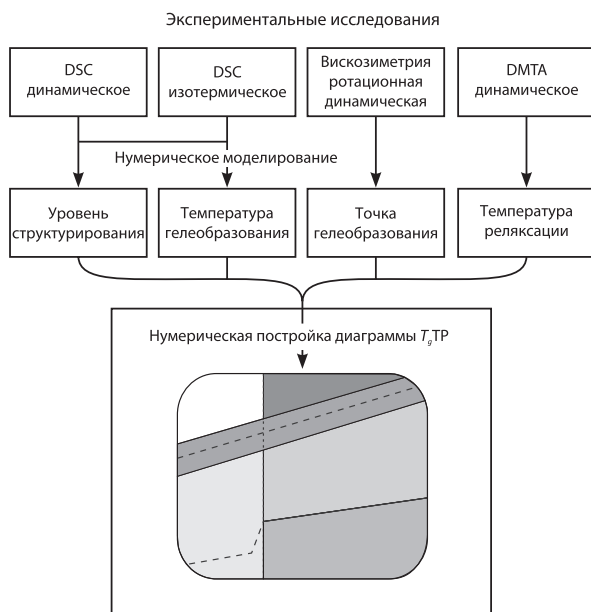 Экспериментальные исследования
DSC
динамическое
DSC
изотермическое
Вискозиметрия
ротационная
динамическая
DMTA
динамическое
Нумерическое моделирование
Уровень
структурирования
Температура
гелеобразования
Точка
гелеобразования
Температура
реляксации
Нумерическая постройка диаграммы TgTP